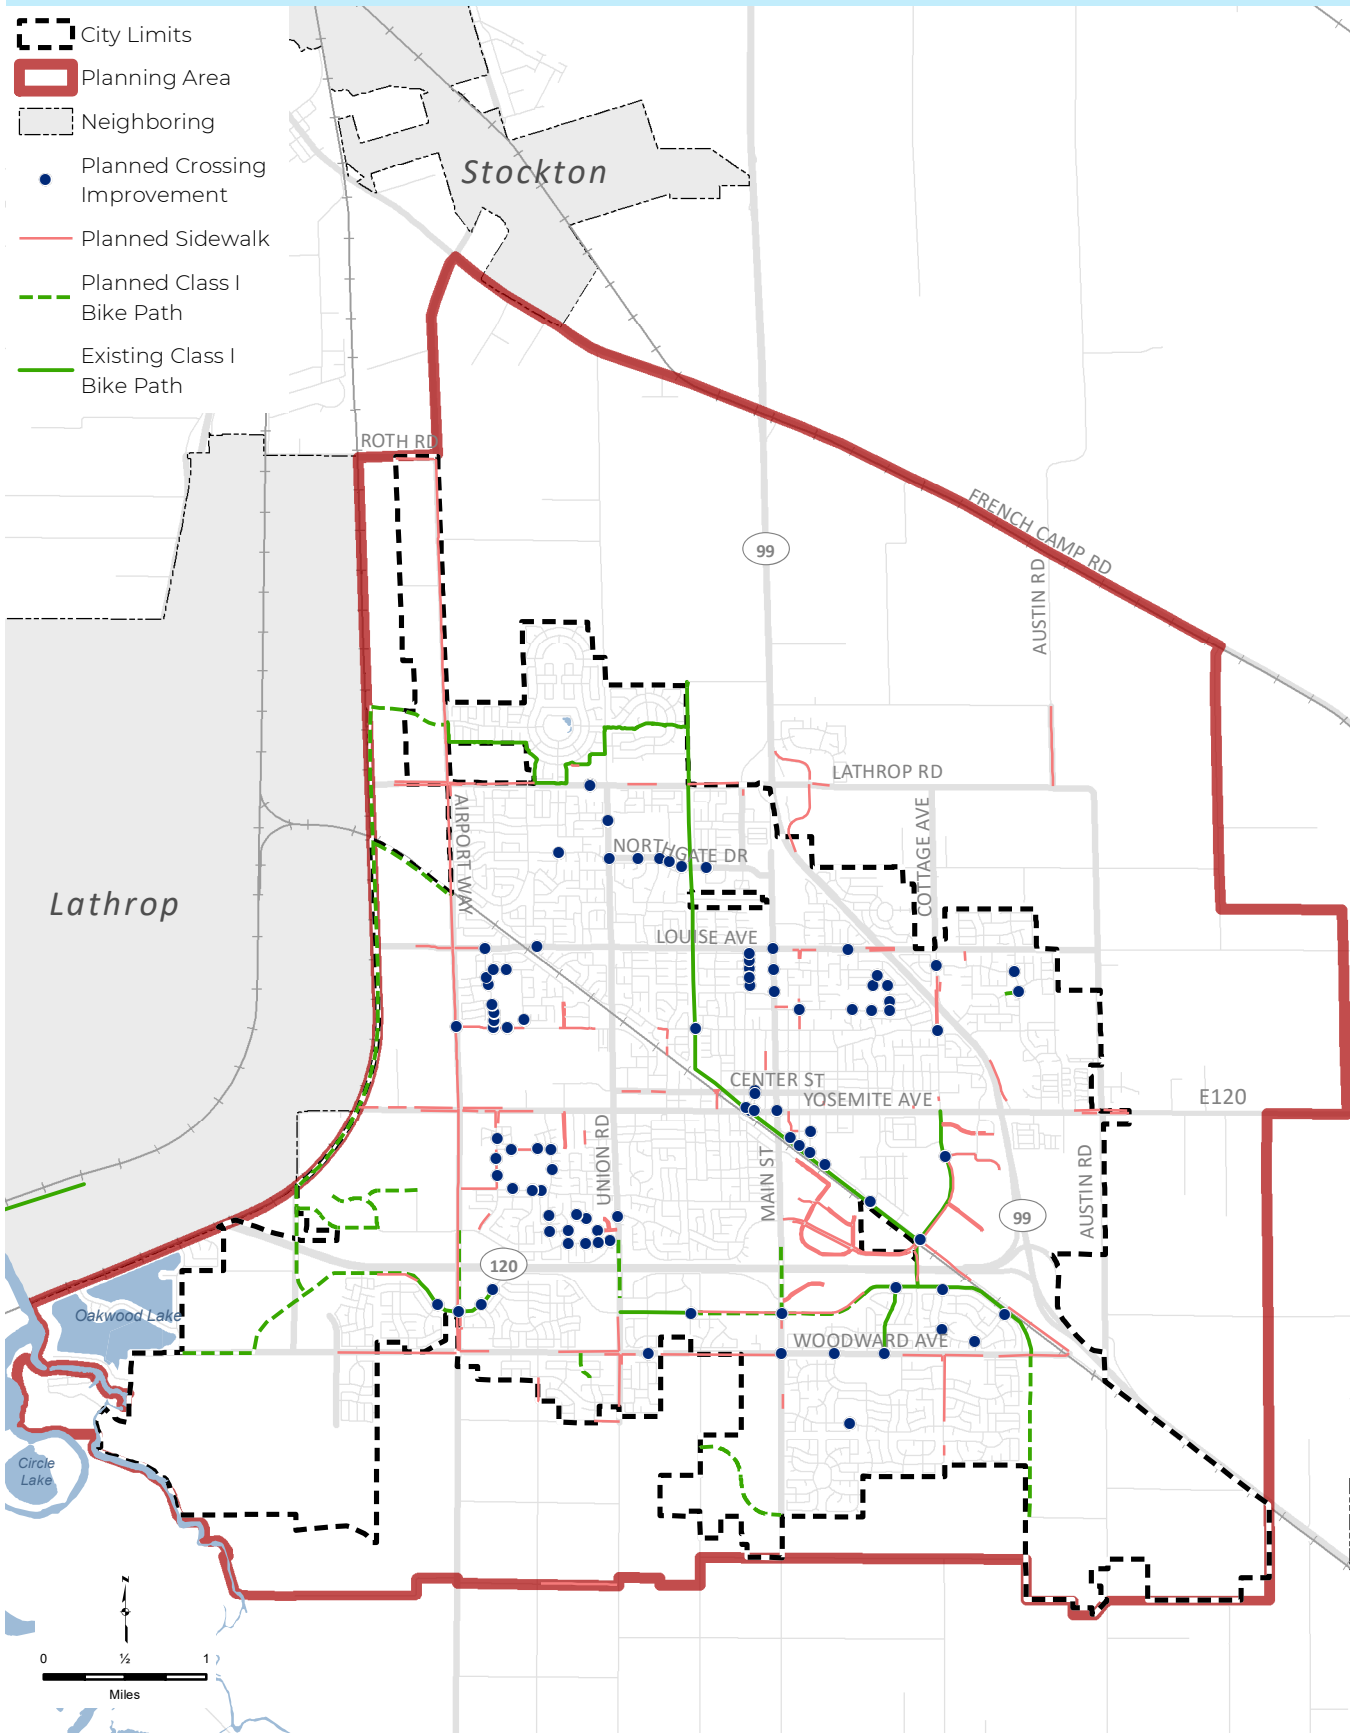 City Limits
Planning Area
Neighboring
Planned Crossing
Improvement
Planned Sidewalk
Planned Class I
Bike Path
Existing Class I
Bike Path
Stockton
ROTH RD
FRENCH CAMP RD
99
AUSTIN RD
LATHROP RD
AIRPORT WAY
COTTAGE AVE
NORTHGATE DR
Lathrop
LOUISE AVE
CENTER ST
YOSEMITE AVE
E120
UNION RD
MAIN ST
AUSTIN RD
99
120
Oakwood Lake
WOODWARD AVE
Circle
Lake
N
0 ½ 1
Miles